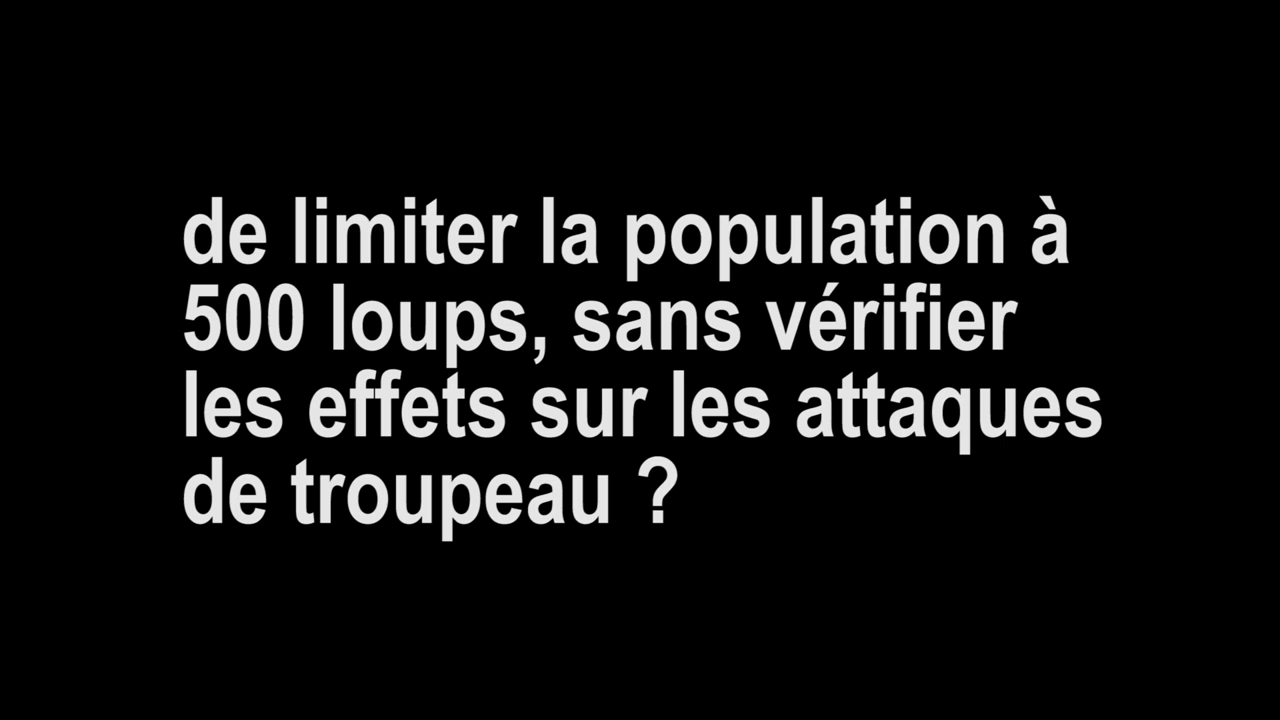 de limiter la population à
500 loups, sans vérifier
les effets sur les attaques
de troupeau ?